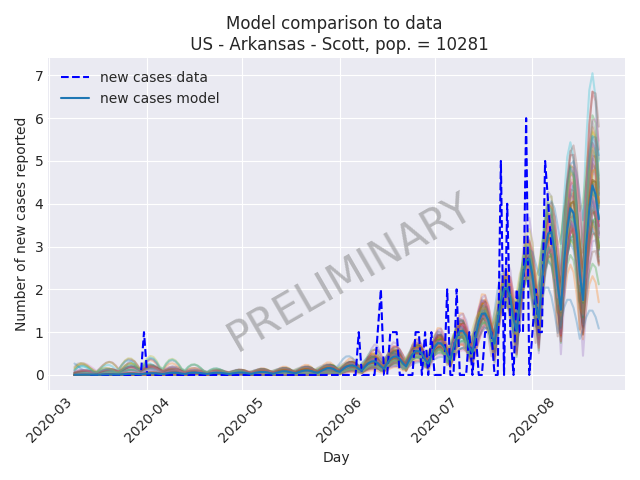 Model comparison to data
US - Arkansas - Scott, pop. = 10281
new cases data
new cases model
PRELIMINARY
Number of new cases reported
7
6
5
4
3
2
1
0
2020-03
2020-04
2020-05
2020-06
2020-07
2020-08
Day